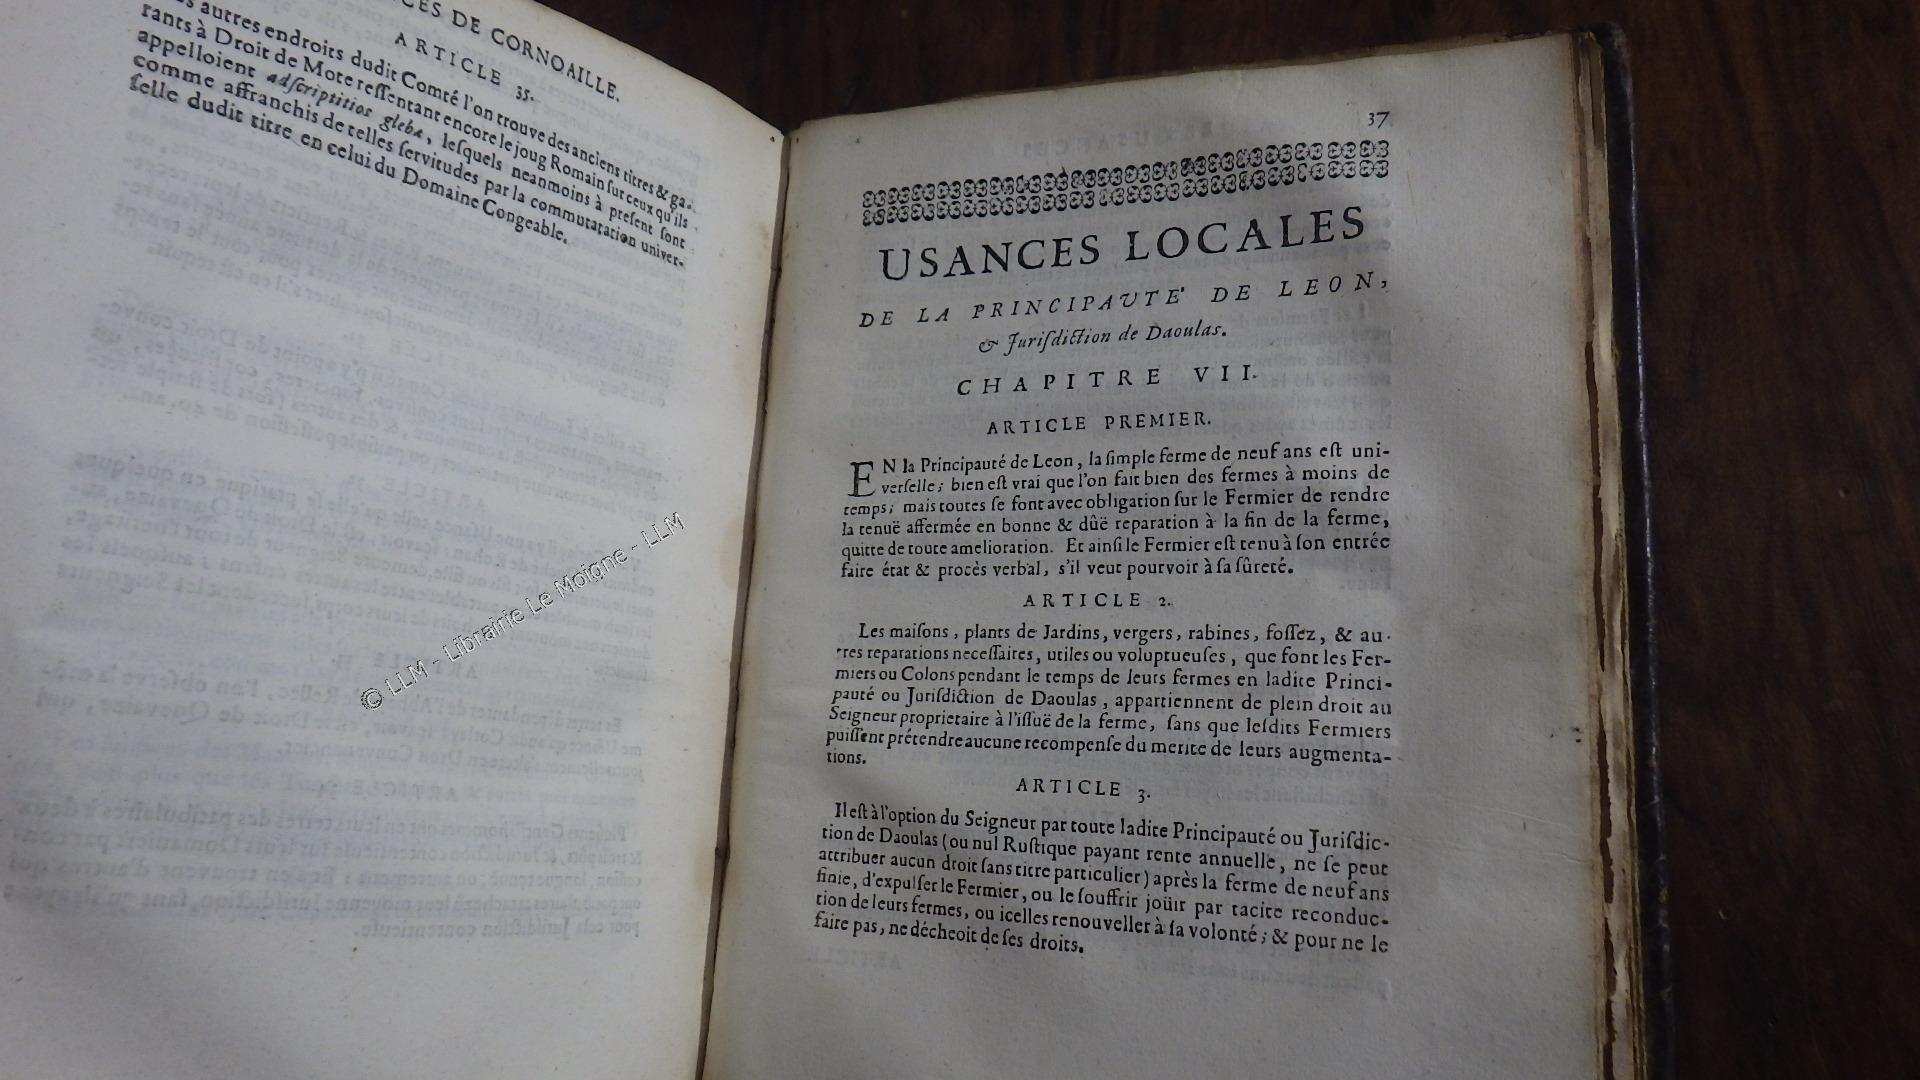 CES DE CORNOAILLE.
ARTICLE 35.
autres endroits dudit Comté l'on trouve des anciens titres & ga-
rants à Droit de Mote reſſentant encore le joug Romain ſur ceux qu'ils
appelloient adſcriptitios glebæ, leſquels neanmoins à preſent ſont
comme affranchis de telles ſervitudes par la commutation univer-
ſelle dudit titre en celui du Domaine Congeable.
37
USANCES LOCALES
DE LA PRINCIPAUTE' DE LEON,
& Juriſdiction de Daoulas.
CHAPITRE VII.
ARTICLE PREMIER.
EN la Principauté de Leon, la ſimple ferme de neuf ans eſt uni-
verſelle; bien eſt vrai que l'on fait bien des fermes à moins de
temps; mais toutes ſe font avec obligation ſur le Fermier de rendre
la tenuë affermée en bonne & dûë reparation à la fin de la ferme,
quitte de toute amelioration. Et ainſi le Fermier eſt tenu à ſon entrée
faire état & procès verbal, s'il veut pourvoir à ſa ſûreté.
ARTICLE 2.
Les maiſons, plants de Jardins, vergers, rabines, foſſez, & au-
tres reparations neceſſaires, utiles ou voluptueuſes, que font les Fer-
miers ou Colons pendant le temps de leurs fermes en ladite Princi-
pauté ou Juriſdiction de Daoulas, appartiennent de plein droit au
Seigneur proprietaire à l'iſſuë de la ferme, ſans que leſdits Fermiers
puiſſent prétendre aucune recompenſe du merite de leurs augmenta-
tions.
ARTICLE 3.
Il eſt à l'option du Seigneur par toute ladite Principauté ou Juriſdic-
tion de Daoulas (ou nul Ruſtique payant rente annuelle, ne ſe peut
attribuer aucun droit ſans titre particulier) après la ferme de neuf ans
finie, d'expulſer le Fermier, ou le ſouffrir joüir par tacite reconduc-
tion de leurs fermes, ou icelles renouveller à ſa volonté; & pour ne le
faire pas, ne décheoit de ſes droits.
© LLM - Librairie Le Moigne - LLM